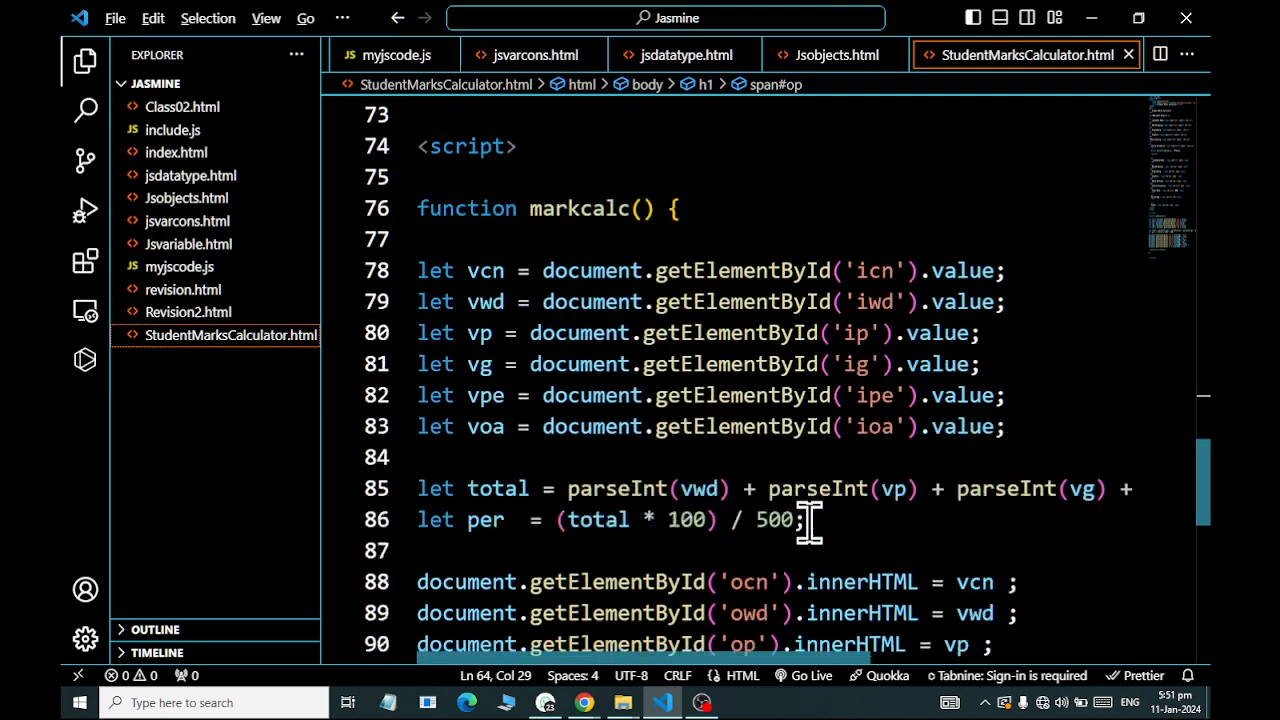 File Edit Selection View Go ··· Jasmine
EXPLORER ···
myjscode.js jsvarcons.html jsdatatype.html Jsobjects.html StudentMarksCalculator.html
StudentMarksCalculator.html > html > body > h1 > span#op
JASMINE
Class02.html
include.js
index.html
jsdatatype.html
Jsobjects.html
jsvarcons.html
Jsvariable.html
myjscode.js
revision.html
Revision2.html
StudentMarksCalculator.html
OUTLINE
TIMELINE
73
74 <script>
75
76 function markcalc() {
77
78 let vcn = document.getElementById('icn').value;
79 let vwd = document.getElementById('iwd').value;
80 let vp = document.getElementById('ip').value;
81 let vg = document.getElementById('ig').value;
82 let vpe = document.getElementById('ipe').value;
83 let voa = document.getElementById('ioa').value;
84
85 let total = parseInt(vwd) + parseInt(vp) + parseInt(vg) +
86 let per = (total * 100) / 500;
87
88 document.getElementById('ocn').innerHTML = vcn ;
89 document.getElementById('owd').innerHTML = vwd ;
90 document.getElementById('op').innerHTML = vp ;
0 0 0 Ln 64, Col 29 Spaces: 4 UTF-8 CRLF HTML Go Live Quokka Tabnine: Sign-in is required Prettier
Type here to search
ENG
5:51 pm
11-Jan-2024